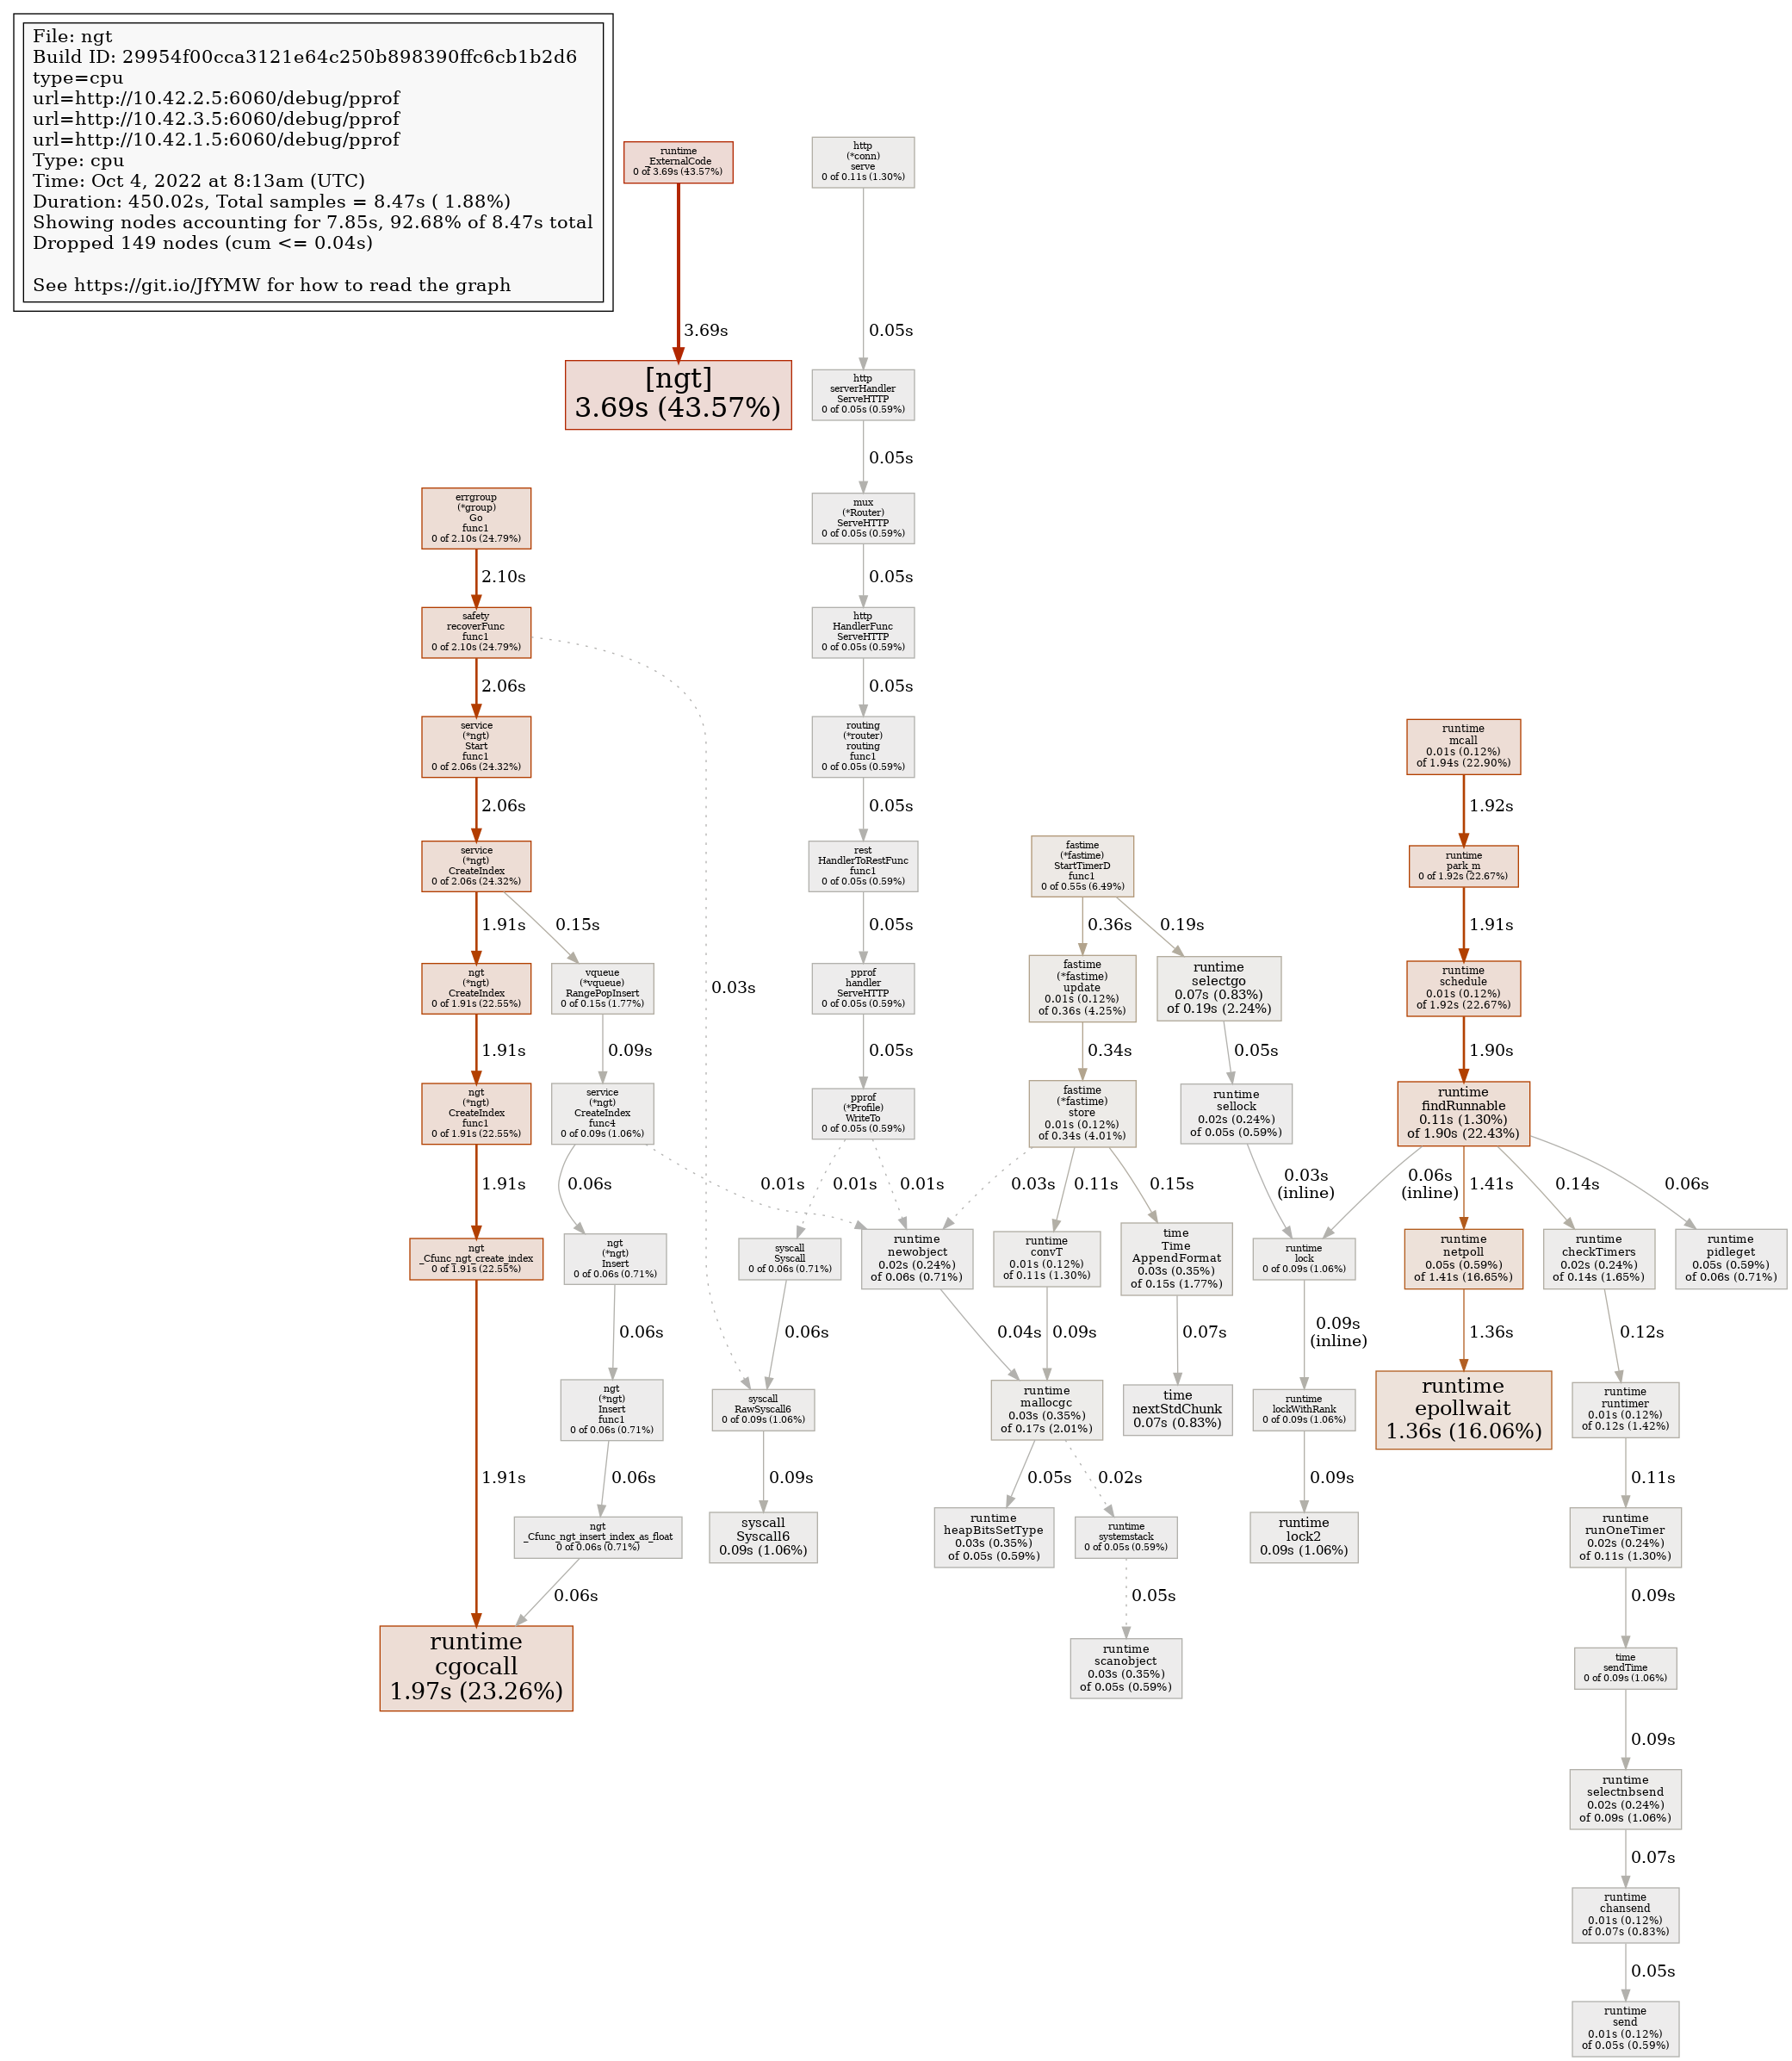 File: ngt
Build ID: 29954f00cca3121e64c250b898390ffc6cb1b2d6
type=cpu
url=http://10.42.2.5:6060/debug/pprof
url=http://10.42.3.5:6060/debug/pprof
url=http://10.42.1.5:6060/debug/pprof
Type: cpu
Time: Oct 4, 2022 at 8:13am (UTC)
Duration: 450.02s, Total samples = 8.47s ( 1.88%)
Showing nodes accounting for 7.85s, 92.68% of 8.47s total
Dropped 149 nodes (cum <= 0.04s)
See https://git.io/JfYMW for how to read the graph
runtime
_ExternalCode
0 of 3.69s (43.57%)
3.69s
[ngt]
3.69s (43.57%)
http
(*conn)
serve
0 of 0.11s (1.30%)
0.05s
http
serverHandler
ServeHTTP
0 of 0.05s (0.59%)
0.05s
mux
(*Router)
ServeHTTP
0 of 0.05s (0.59%)
0.05s
http
HandlerFunc
ServeHTTP
0 of 0.05s (0.59%)
0.05s
routing
(*router)
routing
func1
0 of 0.05s (0.59%)
0.05s
rest
HandlerToRestFunc
func1
0 of 0.05s (0.59%)
0.05s
pprof
handler
ServeHTTP
0 of 0.05s (0.59%)
0.05s
pprof
(*Profile)
WriteTo
0 of 0.05s (0.59%)
0.01s
0.01s
errgroup
(*group)
Go
func1
0 of 2.10s (24.79%)
2.10s
safety
recoverFunc
func1
0 of 2.10s (24.79%)
2.06s
0.03s
service
(*ngt)
Start
func1
0 of 2.06s (24.32%)
2.06s
service
(*ngt)
CreateIndex
0 of 2.06s (24.32%)
1.91s
0.15s
ngt
(*ngt)
CreateIndex
0 of 1.91s (22.55%)
1.91s
ngt
(*ngt)
CreateIndex
func1
0 of 1.91s (22.55%)
1.91s
ngt
_Cfunc_ngt_create_index
0 of 1.91s (22.55%)
1.91s
vqueue
(*vqueue)
RangePopInsert
0 of 0.15s (1.77%)
0.09s
service
(*ngt)
CreateIndex
func4
0 of 0.09s (1.06%)
0.06s
0.01s
ngt
(*ngt)
Insert
0 of 0.06s (0.71%)
0.06s
ngt
(*ngt)
Insert
func1
0 of 0.06s (0.71%)
0.06s
ngt
_Cfunc_ngt_insert_index_as_float
0 of 0.06s (0.71%)
0.06s
runtime
cgocall
1.97s (23.26%)
syscall
Syscall
0 of 0.06s (0.71%)
0.06s
syscall
RawSyscall6
0 of 0.09s (1.06%)
0.09s
syscall
Syscall6
0.09s (1.06%)
fastime
(*fastime)
StartTimerD
func1
0 of 0.55s (6.49%)
0.36s
0.19s
fastime
(*fastime)
update
0.01s (0.12%)
of 0.36s (4.25%)
0.34s
fastime
(*fastime)
store
0.01s (0.12%)
of 0.34s (4.01%)
0.03s
0.11s
0.15s
runtime
newobject
0.02s (0.24%)
of 0.06s (0.71%)
0.04s
runtime
convT
0.01s (0.12%)
of 0.11s (1.30%)
0.09s
time
Time
AppendFormat
0.03s (0.35%)
of 0.15s (1.77%)
0.07s
time
nextStdChunk
0.07s (0.83%)
runtime
mallocgc
0.03s (0.35%)
of 0.17s (2.01%)
0.05s
0.02s
runtime
heapBitsSetType
0.03s (0.35%)
of 0.05s (0.59%)
runtime
systemstack
0 of 0.05s (0.59%)
0.05s
runtime
scanobject
0.03s (0.35%)
of 0.05s (0.59%)
runtime
selectgo
0.07s (0.83%)
of 0.19s (2.24%)
0.05s
runtime
sellock
0.02s (0.24%)
of 0.05s (0.59%)
0.03s
(inline)
runtime
mcall
0.01s (0.12%)
of 1.94s (22.90%)
1.92s
runtime
park_m
0 of 1.92s (22.67%)
1.91s
runtime
schedule
0.01s (0.12%)
of 1.92s (22.67%)
1.90s
runtime
findRunnable
0.11s (1.30%)
of 1.90s (22.43%)
0.06s
(inline)
1.41s
0.14s
0.06s
runtime
lock
0 of 0.09s (1.06%)
0.09s
(inline)
runtime
lockWithRank
0 of 0.09s (1.06%)
0.09s
runtime
lock2
0.09s (1.06%)
runtime
netpoll
0.05s (0.59%)
of 1.41s (16.65%)
1.36s
runtime
epollwait
1.36s (16.06%)
runtime
checkTimers
0.02s (0.24%)
of 0.14s (1.65%)
0.12s
runtime
pidleget
0.05s (0.59%)
of 0.06s (0.71%)
runtime
runtimer
0.01s (0.12%)
of 0.12s (1.42%)
0.11s
runtime
runOneTimer
0.02s (0.24%)
of 0.11s (1.30%)
0.09s
time
sendTime
0 of 0.09s (1.06%)
0.09s
runtime
selectnbsend
0.02s (0.24%)
of 0.09s (1.06%)
0.07s
runtime
chansend
0.01s (0.12%)
of 0.07s (0.83%)
0.05s
runtime
send
0.01s (0.12%)
of 0.05s (0.59%)